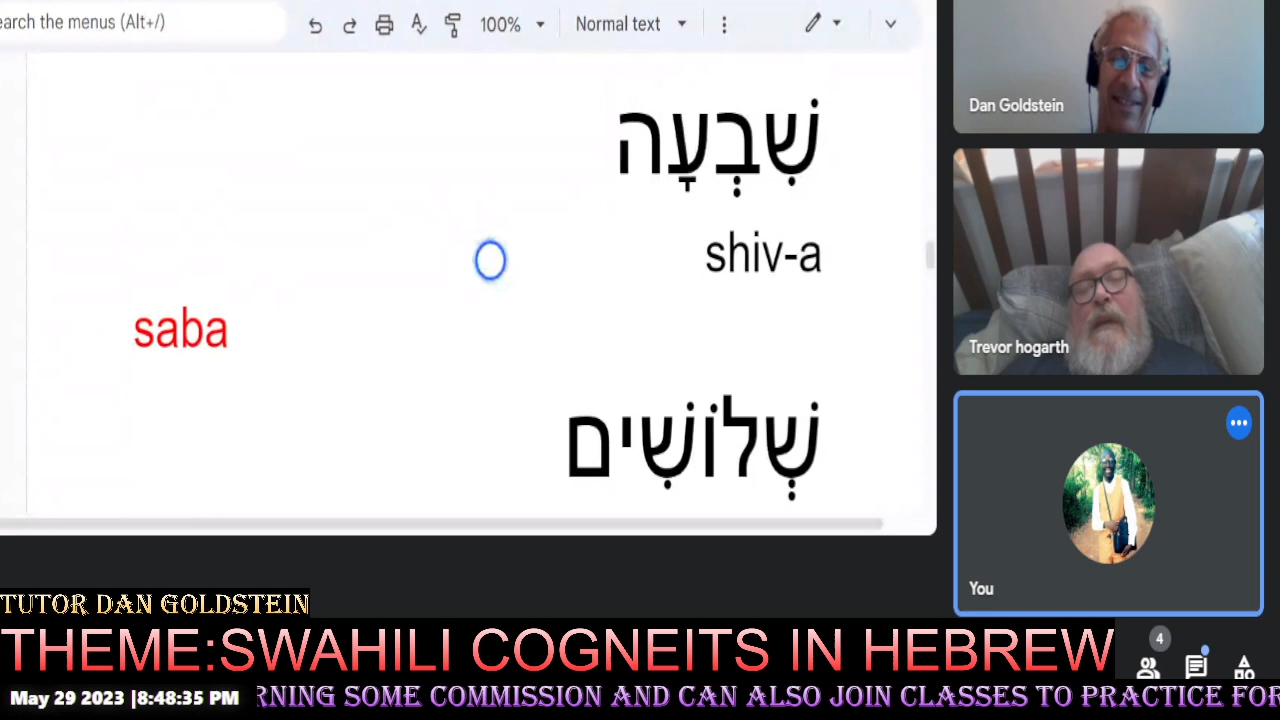 earch the menus (Alt+/)
100%
Normal text
שִׁבְעָה
shiv-a
saba
שְׁלוֹשִׁים
Dan Goldstein
Trevor hogarth
You
4
TUTOR DAN GOLDSTEIN
THEME:SWAHILI COGNEITS IN HEBREW
May 29 2023 |8:48:35 PM
RNING SOME COMMISSION AND CAN ALSO JOIN CLASSES TO PRACTICE FOR